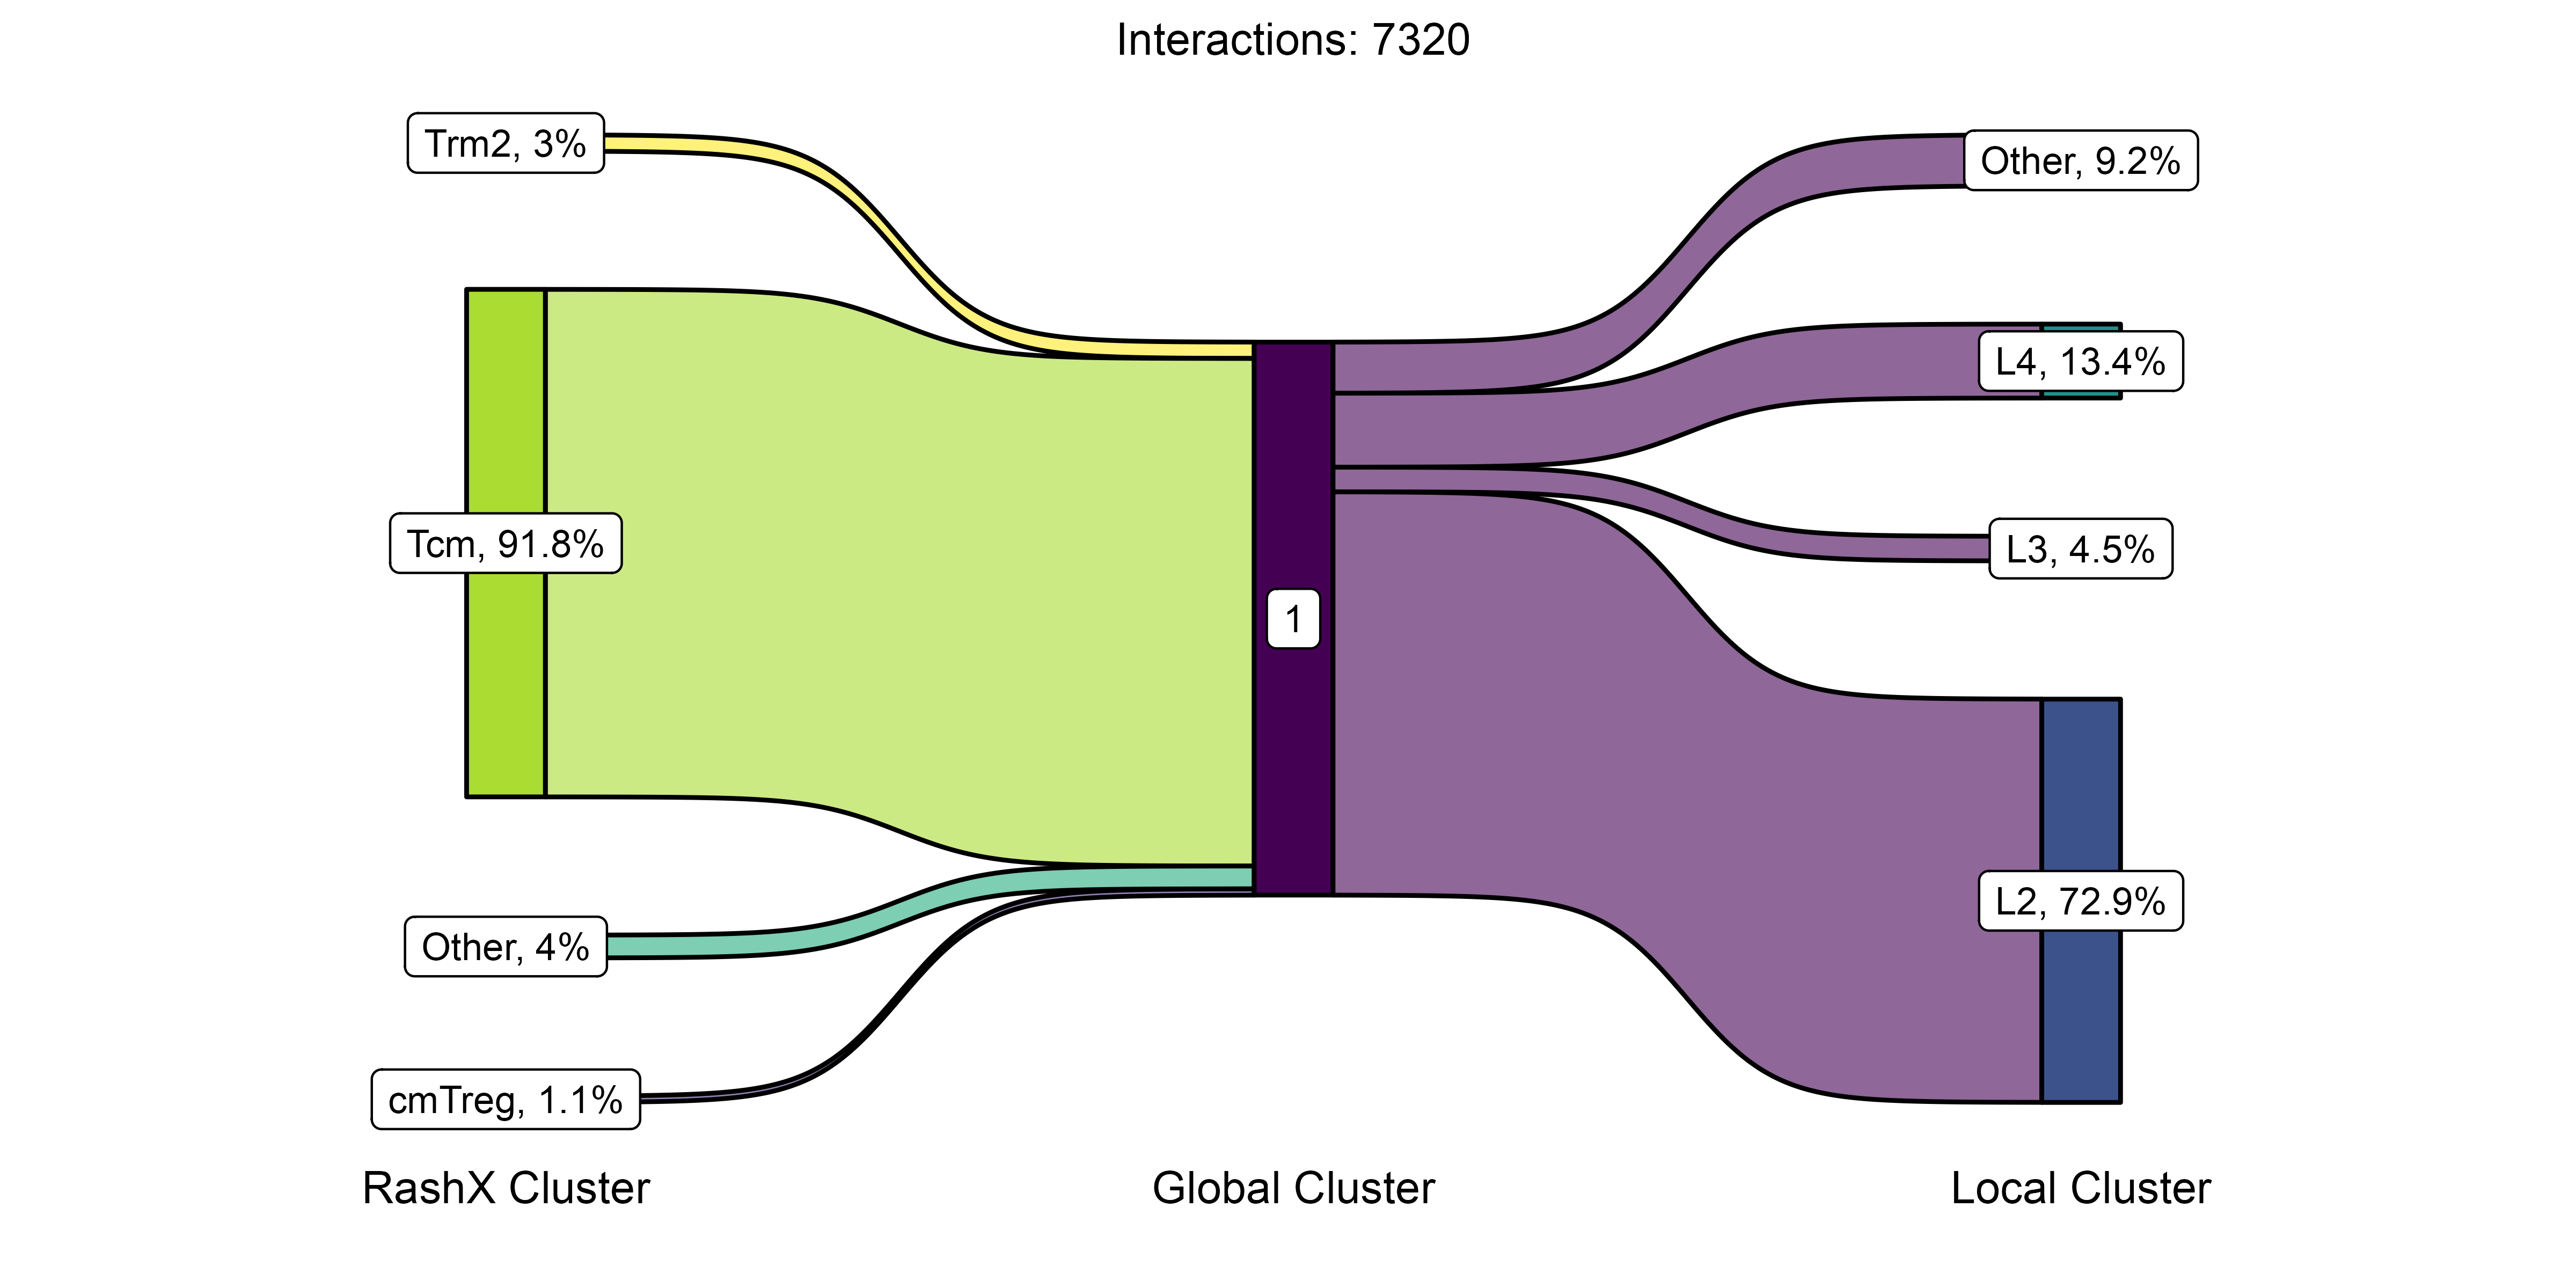 Interactions: 7320
Trm2, 3%
Other, 9.2%
L4, 13.4%
Tcm, 91.8%
L3, 4.5%
1
L2, 72.9%
Other, 4%
cmTreg, 1.1%
RashX Cluster
Global Cluster
Local Cluster